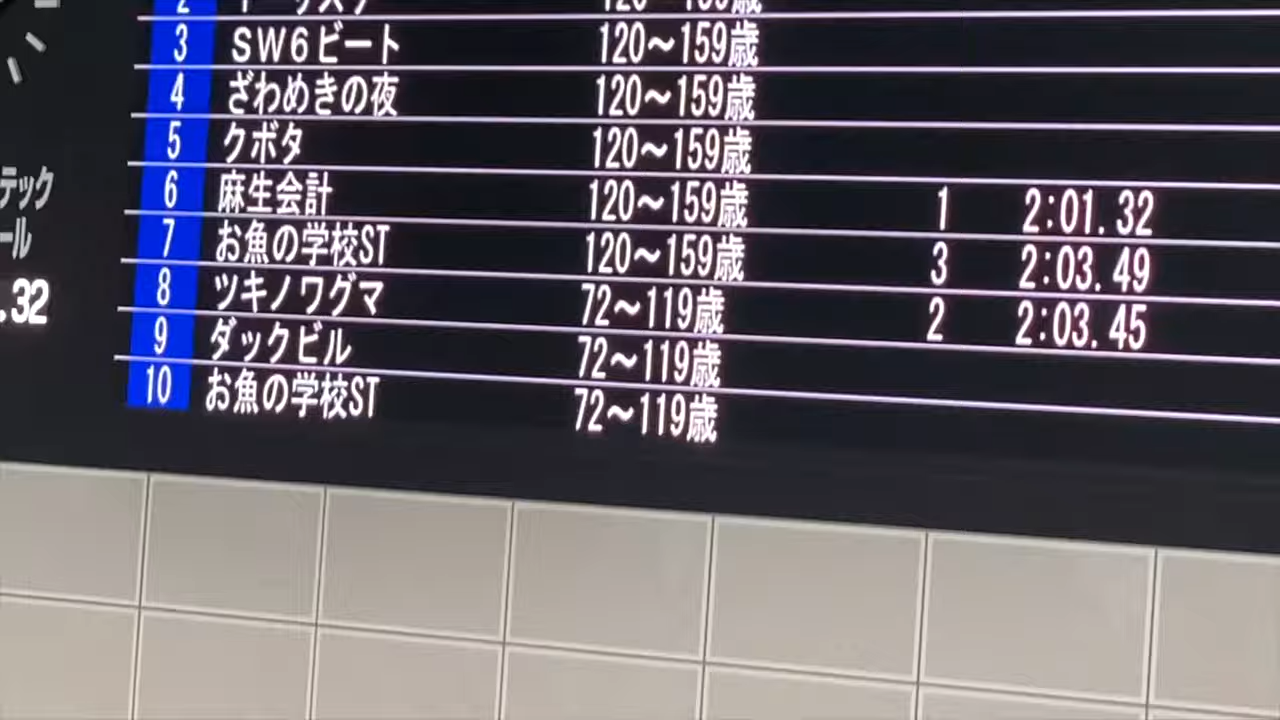 3 SW6ビート 120～159歳
4 ざわめきの夜 120～159歳
5 クボタ 120～159歳
6 麻生会計 120～159歳 1 2:01.32
7 お魚の学校ST 120～159歳 3 2:03.49
8 ツキノワグマ 72～119歳 2 2:03.45
9 ダックビル 72～119歳
10 お魚の学校ST 72～119歳
テック
ール
.32